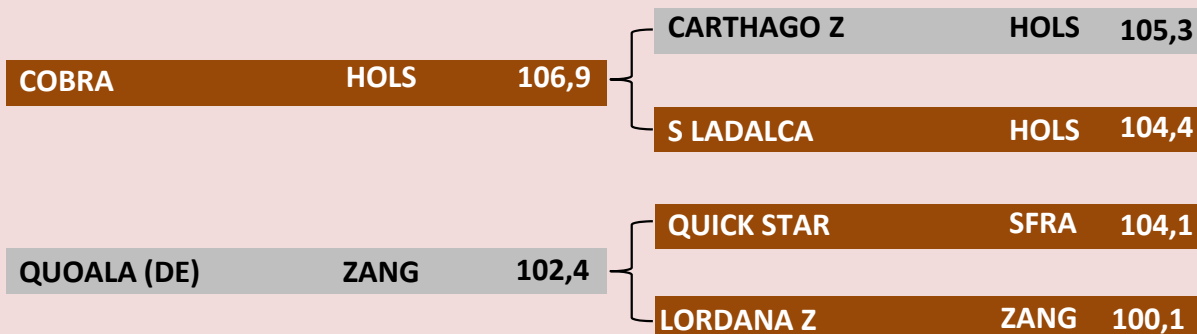 CARTHAGO Z HOLS 105,3
COBRA HOLS 106,9
S LADALCA HOLS 104,4
QUICK STAR SFRA 104,1
QUOALA (DE) ZANG 102,4
LORDANA Z ZANG 100,1